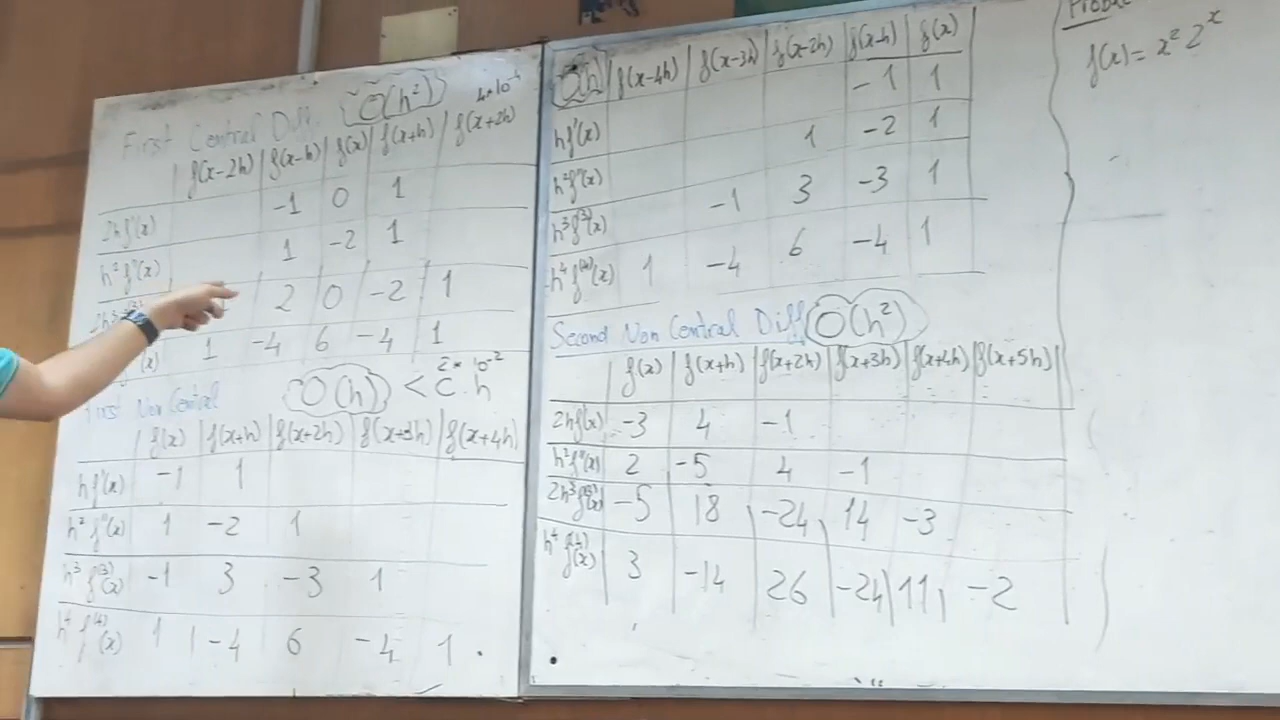 First Central Diff. O(h²) 4*10⁻⁴
f(x-2h) | f(x-h) | f(x) | f(x+h) | f(x+2h)
2hf'(x) -1 0 1
h²f''(x) 1 -2 1
2 0 -2 1
(x) 1 -4 6 -4 1
First Non Central O(h) < C.h 2*10⁻²
f(x) | f(x+h) | f(x+2h) | f(x+3h) | f(x+4h)
hf'(x) -1 1
h²f''(x) 1 -2 1
h³f⁽³⁾(x) -1 3 -3 1
h⁴f⁽⁴⁾(x) 1 -4 6 -4 1
O(h) f(x-4h) | f(x-3h) | f(x-2h) | f(x-h) | f(x)
hf'(x) -1 1
h²f''(x) 1 -2 1
h³f⁽³⁾(x) -1 3 -3 1
h⁴f⁽⁴⁾(x) 1 -4 6 -4 1
Second Non Central Diff O(h²)
f(x) | f(x+h) | f(x+2h) | f(x+3h) | f(x+4h) | f(x+5h)
2hf'(x) -3 4 -1
h²f''(x) 2 -5 4 -1
2h³f⁽³⁾(x) -5 18 -24 14 -3
h⁴f⁽⁴⁾(x) 3 -14 26 -24 11 -2
f(x) = x² 2ˣ